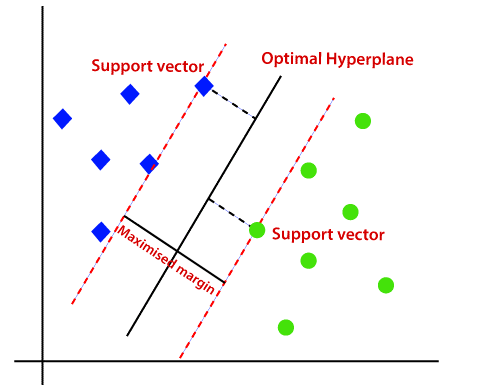 Optimal Hyperplane
Support vector
Support vector
Maximised margin